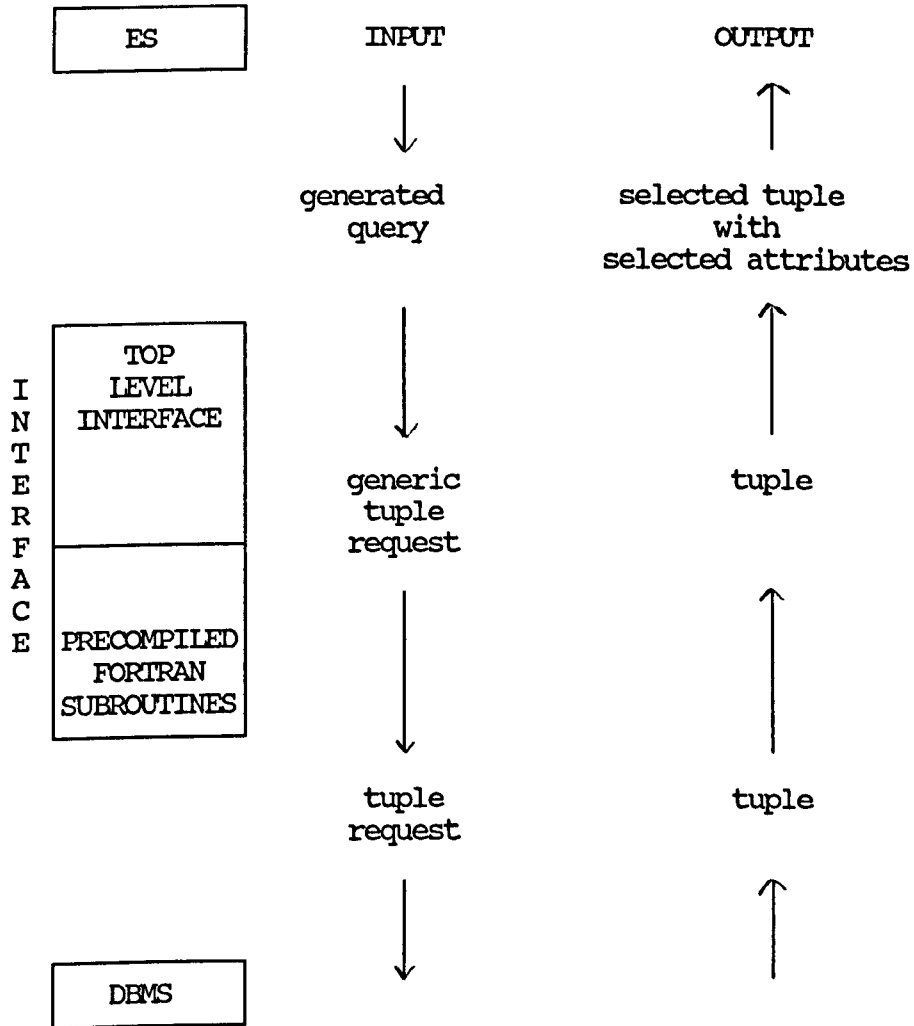 ES
INPUT
OUTPUT
generated
query
selected tuple
with
selected attributes
INTERFACE
TOP
LEVEL
INTERFACE
generic
tuple
request
tuple
PRECOMPILED
FORTRAN
SUBROUTINES
tuple
request
tuple
DBMS